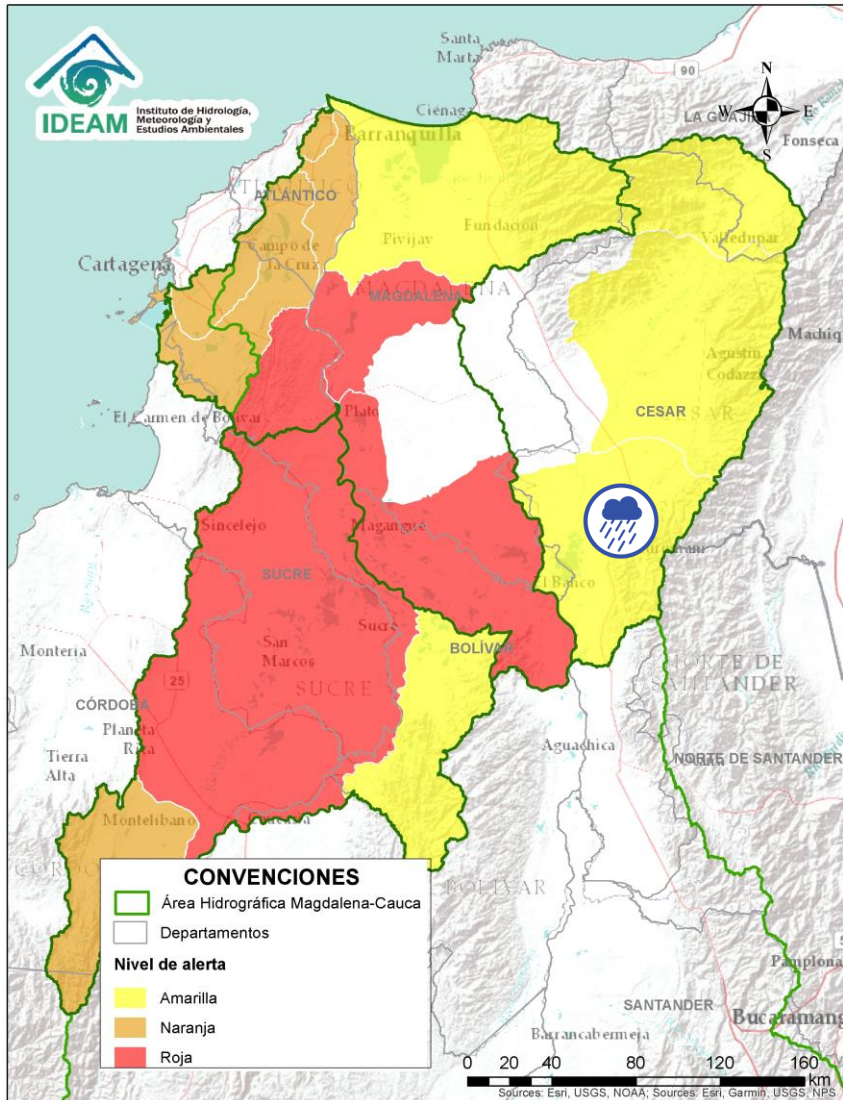 IDEAM
Instituto de Hidrología,
Meteorología y
Estudios Ambientales
Santa
Marta
90
N
W
E
S
Ciénaga
LA GUAJIRA
Fonseca
Barranquilla
ATLÁNTICO
Valledupar
Cartagena
Campo de
la Cruz
Pivijay
Fundación
MAGDALENA
Machiq
Agustín
Codazzi
CESAR
El Carmen de Bolívar
Plato
Sincelejo
Magangué
SUCRE
El Banco
Montería
San
Marcos
Sucre
BOLÍVAR
SUCRE
25
NORTE DE
SANTANDER
CÓRDOBA
Planeta
Rica
Tierra
Alta
Aguachica
NORTE DE SANTANDER
Montelíbano
Caucasia
BOLÍVAR
CONVENCIONES
Área Hidrográfica Magdalena-Cauca
Departamentos
Nivel de alerta
Amarilla
Naranja
Roja
Pamplona
SANTANDER
Bucaramang
Barrancabermeja
0 20 40 80 120 160
km
Sources: Esri, USGS, NOAA; Sources: Esri, Garmin, USGS, NPS